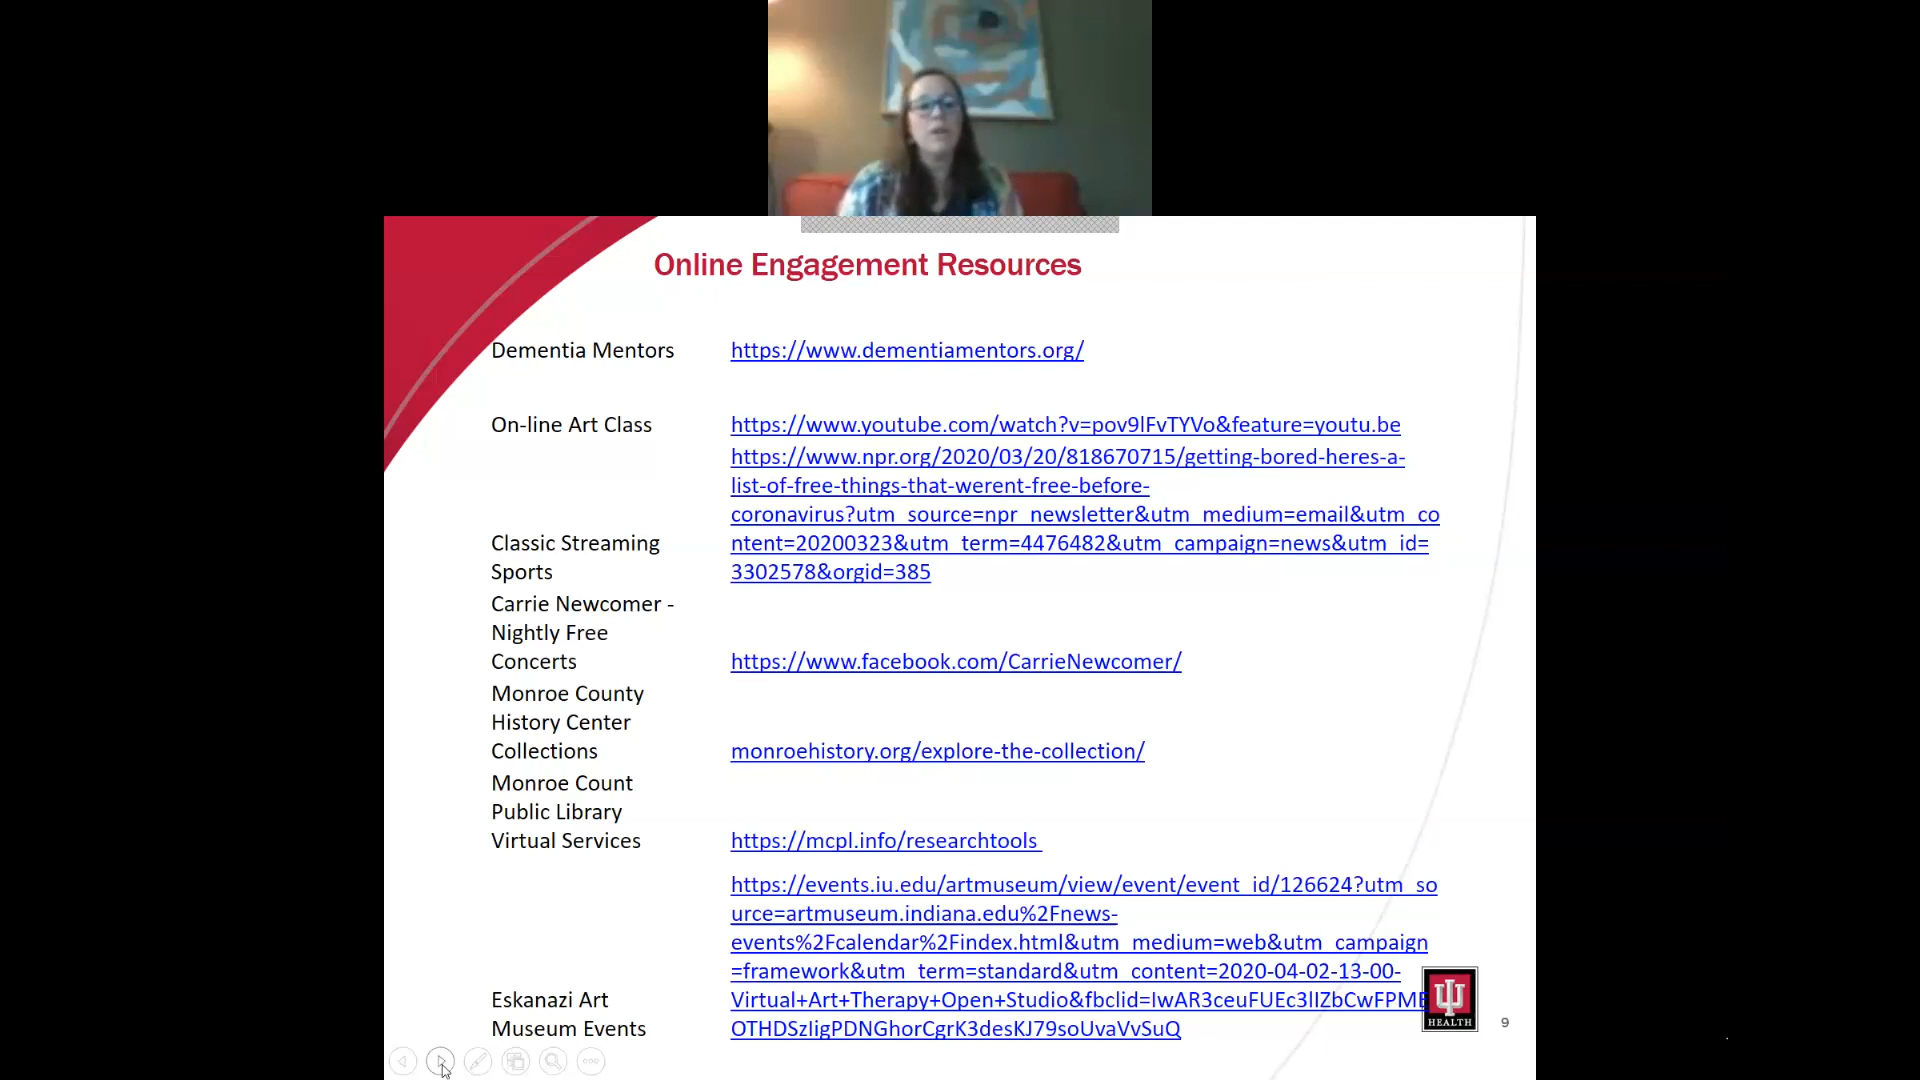 Online Engagement Resources
Dementia Mentors
https://www.dementiamentors.org/
On-line Art Class
https://www.youtube.com/watch?v=pov9lFvTYVo&feature=youtu.be
https://www.npr.org/2020/03/20/818670715/getting-bored-heres-a-
list-of-free-things-that-werent-free-before-
coronavirus?utm_source=npr_newsletter&utm_medium=email&utm_co
Classic Streaming
ntent=20200323&utm_term=4476482&utm_campaign=news&utm_id=
Sports
3302578&orgid=385
Carrie Newcomer -
Nightly Free
Concerts
https://www.facebook.com/CarrieNewcomer/
Monroe County
History Center
Collections
monroehistory.org/explore-the-collection/
Monroe Count
Public Library
Virtual Services
https://mcpl.info/researchtools
https://events.iu.edu/artmuseum/view/event/event_id/126624?utm_so
urce=artmuseum.indiana.edu%2Fnews-
events%2Fcalendar%2Findex.html&utm_medium=web&utm_campaign
=framework&utm_term=standard&utm_content=2020-04-02-13-00-
Eskanazi Art
Virtual+Art+Therapy+Open+Studio&fbclid=IwAR3ceuFUEc3lIZbCwFPME
Museum Events
OTHDSzIigPDNGhorCgrK3desKJ79soUvaVvSuQ
HEALTH
9